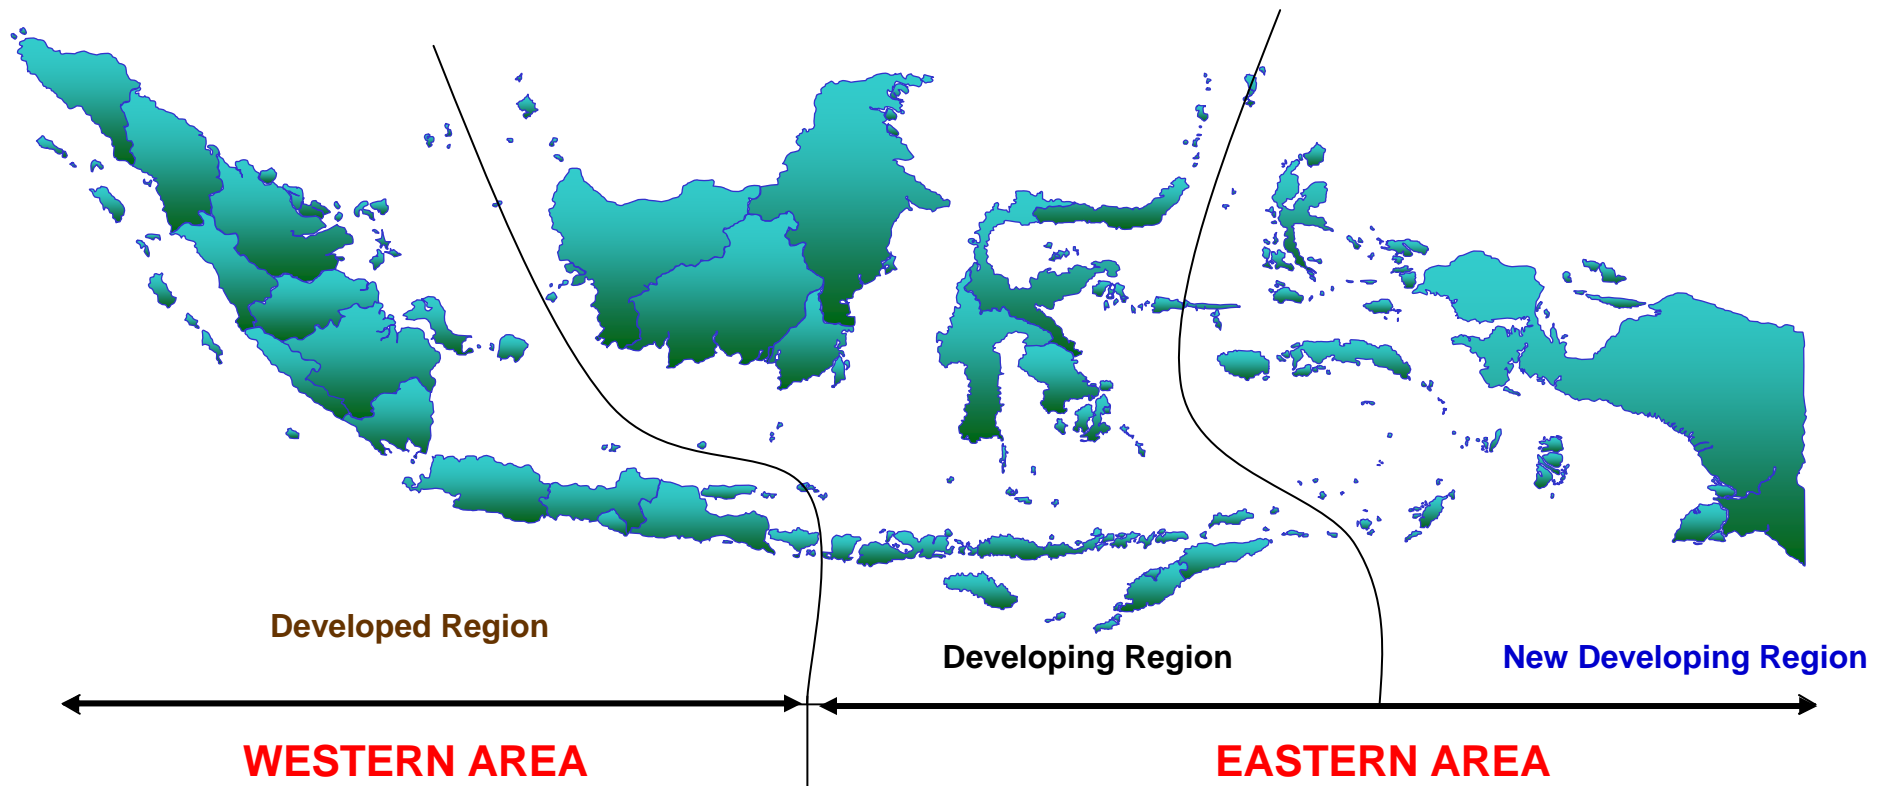 Developed Region
Developing Region
New Developing Region
WESTERN AREA
EASTERN AREA